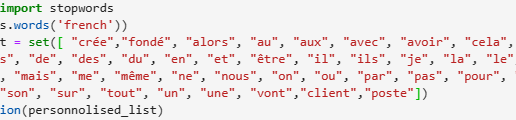 import stopwords
s.words('french'))
t = set([ "crée","fondé", "alors", "au", "aux", "avec", "avoir", "cela",
s", "de", "des", "du", "en", "et", "être", "il", "ils", "je", "la", "le"
, "mais", "me", "même", "ne", "nous", "on", "ou", "par", "pas", "pour",
"son", "sur", "tout", "un", "une", "vont","client","poste"])
ion(personnolised_list)